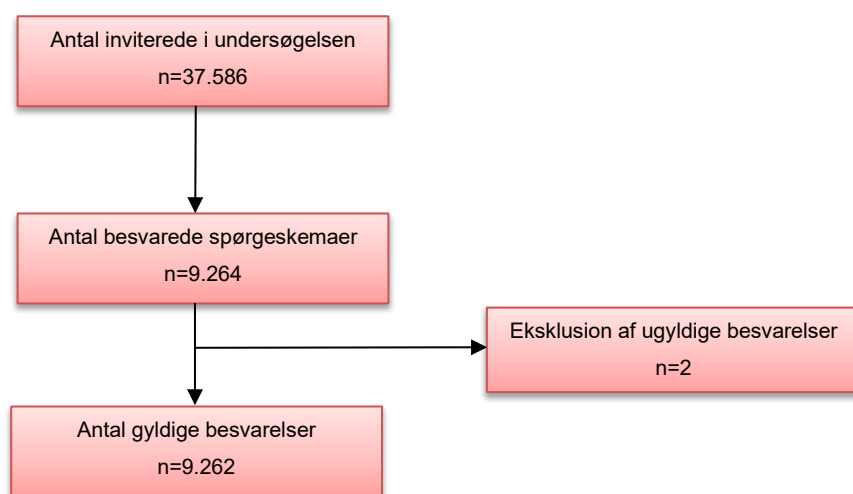 Antal inviterede i undersøgelsen
n=37.586
Antal besvarede spørgeskemaer
n=9.264
Eksklusion af ugyldige besvarelser
n=2
Antal gyldige besvarelser
n=9.262